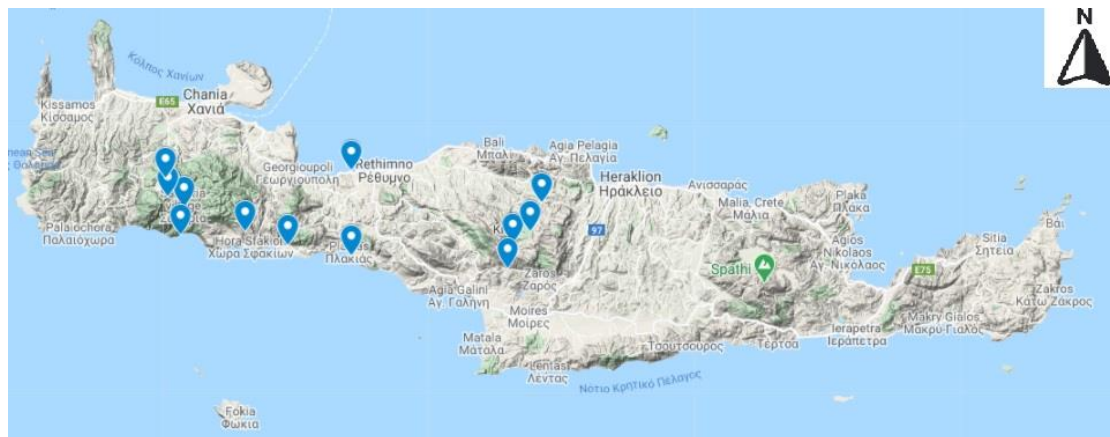 N
Κόλπος Χανίων
Chania
Χανιά
E65
Kissamos
Κίσσαμος
Bali
Μπαλί
Agia Pelagia
Αγ. Πελαγία
Georgioupoli
Γεωργιούπολη
Rethimno
Ρέθυμνο
Heraklion
Ηράκλειο
Ανισσαράς
Malia, Crete
Μάλια
Plaka
Πλάκα
Palaiochora
Παλαιόχωρα
Hora Sfakion
Χώρα Σφακίων
Πλακιάς
97
Agios
Nikolaos
Αγ. Νικόλαος
Sitia
Σητεία
Βάι
Spathi
E75
Zaros
Ζαρός
Agia Galini
Αγ. Γαλήνη
Zakros
Κάτω Ζάκρος
Moires
Μοίρες
Makry Gialos
Μακρύ Γιαλός
Ierapetra
Ιεράπετρα
Matala
Μάταλα
Τσούτσουρος
Τέρτσα
Lentas
Λέντας
Νότιο Κρητικό Πέλαγος
Fokia
Φώκια